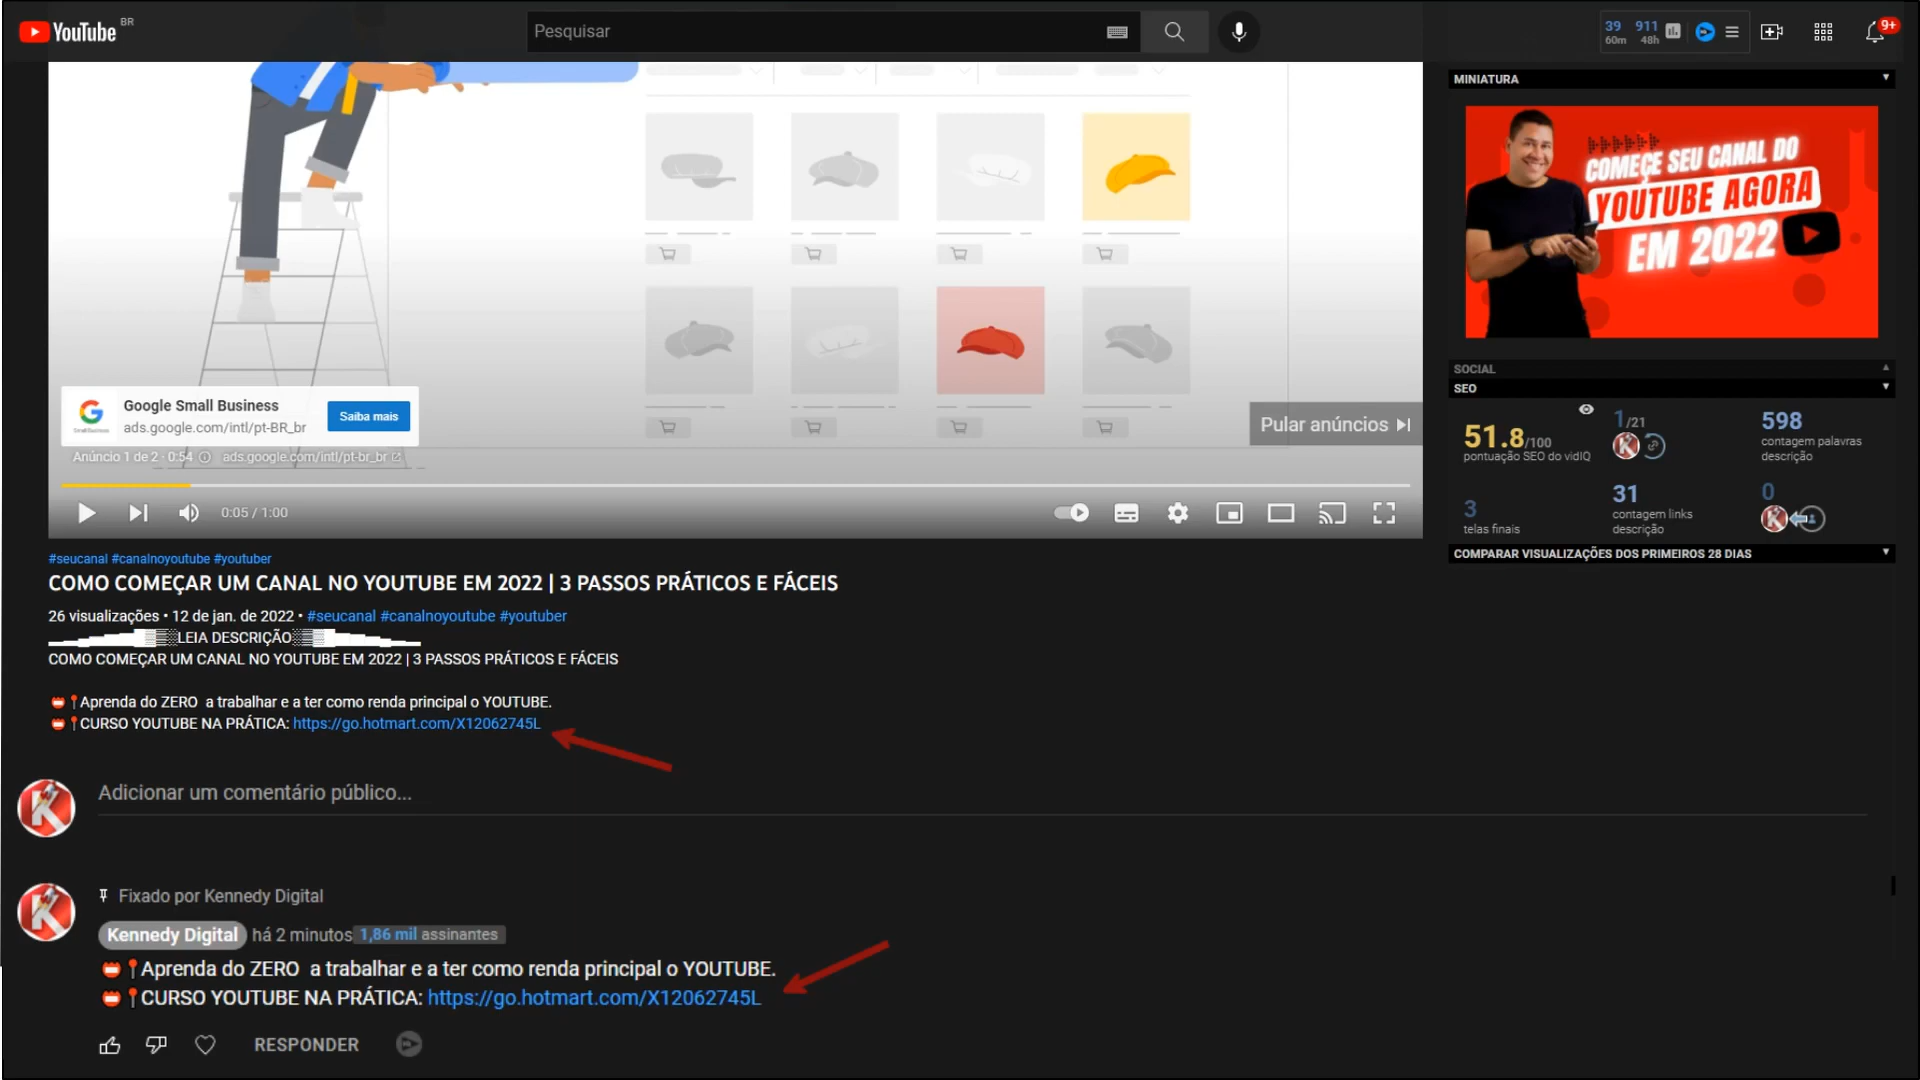 YouTube BR
Pesquisar
39 911
60m 48h
9+
Google Small Business
ads.google.com/intl/pt-BR_br
Saiba mais
Pular anúncios
Anúncio 1 de 2 · 0:54 ads.google.com/intl/pt-br_br
0:05 / 1:00
#seucanal #canalnoyoutube #youtuber
COMO COMEÇAR UM CANAL NO YOUTUBE EM 2022 | 3 PASSOS PRÁTICOS E FÁCEIS
26 visualizações • 12 de jan. de 2022 • #seucanal #canalnoyoutube #youtuber
LEIA DESCRIÇÃO
COMO COMEÇAR UM CANAL NO YOUTUBE EM 2022 | 3 PASSOS PRÁTICOS E FÁCEIS
Aprenda do ZERO a trabalhar e a ter como renda principal o YOUTUBE.
CURSO YOUTUBE NA PRÁTICA: https://go.hotmart.com/X12062745L
Adicionar um comentário público...
Fixado por Kennedy Digital
Kennedy Digital há 2 minutos 1,86 mil assinantes
Aprenda do ZERO a trabalhar e a ter como renda principal o YOUTUBE.
CURSO YOUTUBE NA PRÁTICA: https://go.hotmart.com/X12062745L
RESPONDER
MINIATURA
COMEÇE SEU CANAL DO
YOUTUBE AGORA
EM 2022
SOCIAL
SEO
51.8/100
pontuação SEO do vidIQ
1/21
598
contagem palavras
descrição
3
telas finais
31
contagem links
descrição
0
COMPARAR VISUALIZAÇÕES DOS PRIMEIROS 28 DIAS